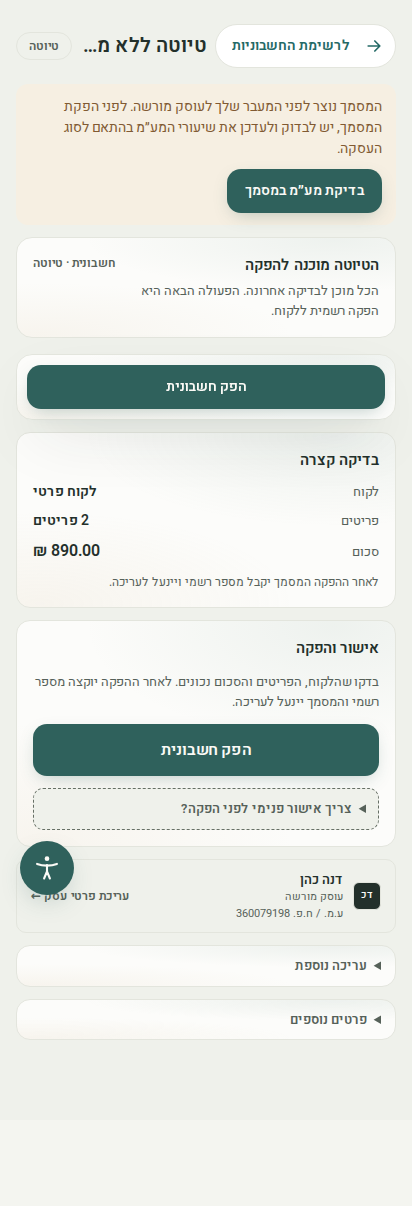 לרשימת החשבוניות →
טיוטה ללא מ...
טיוטה
המסמך נוצר לפני המעבר שלך לעוסק מורשה. לפני הפקת
המסמך, יש לבדוק ולעדכן את שיעורי המע"מ בהתאם לסוג
העסקה.
בדיקת מע"מ במסמך
הטיוטה מוכנה להפקה
חשבונית · טיוטה
הכל מוכן לבדיקה אחרונה. הפעולה הבאה היא
הפקה רשמית ללקוח.
הפק חשבונית
בדיקה קצרה
לקוח
לקוח פרטי
פריטים
2 פריטים
סכום
890.00 ₪
לאחר ההפקה המסמך יקבל מספר רשמי ויינעל לעריכה.
אישור והפקה
בדקו שהלקוח, הפריטים והסכום נכונים. לאחר ההפקה יוקצה מספר
רשמי והמסמך יינעל לעריכה.
הפק חשבונית
צריך אישור פנימי לפני הפקה?
דכ
דנה כהן
עוסק מורשה
ע.מ. / ח.פ. 360079198
עריכת פרטי עסק ←
עריכה נוספת
פרטים נוספים